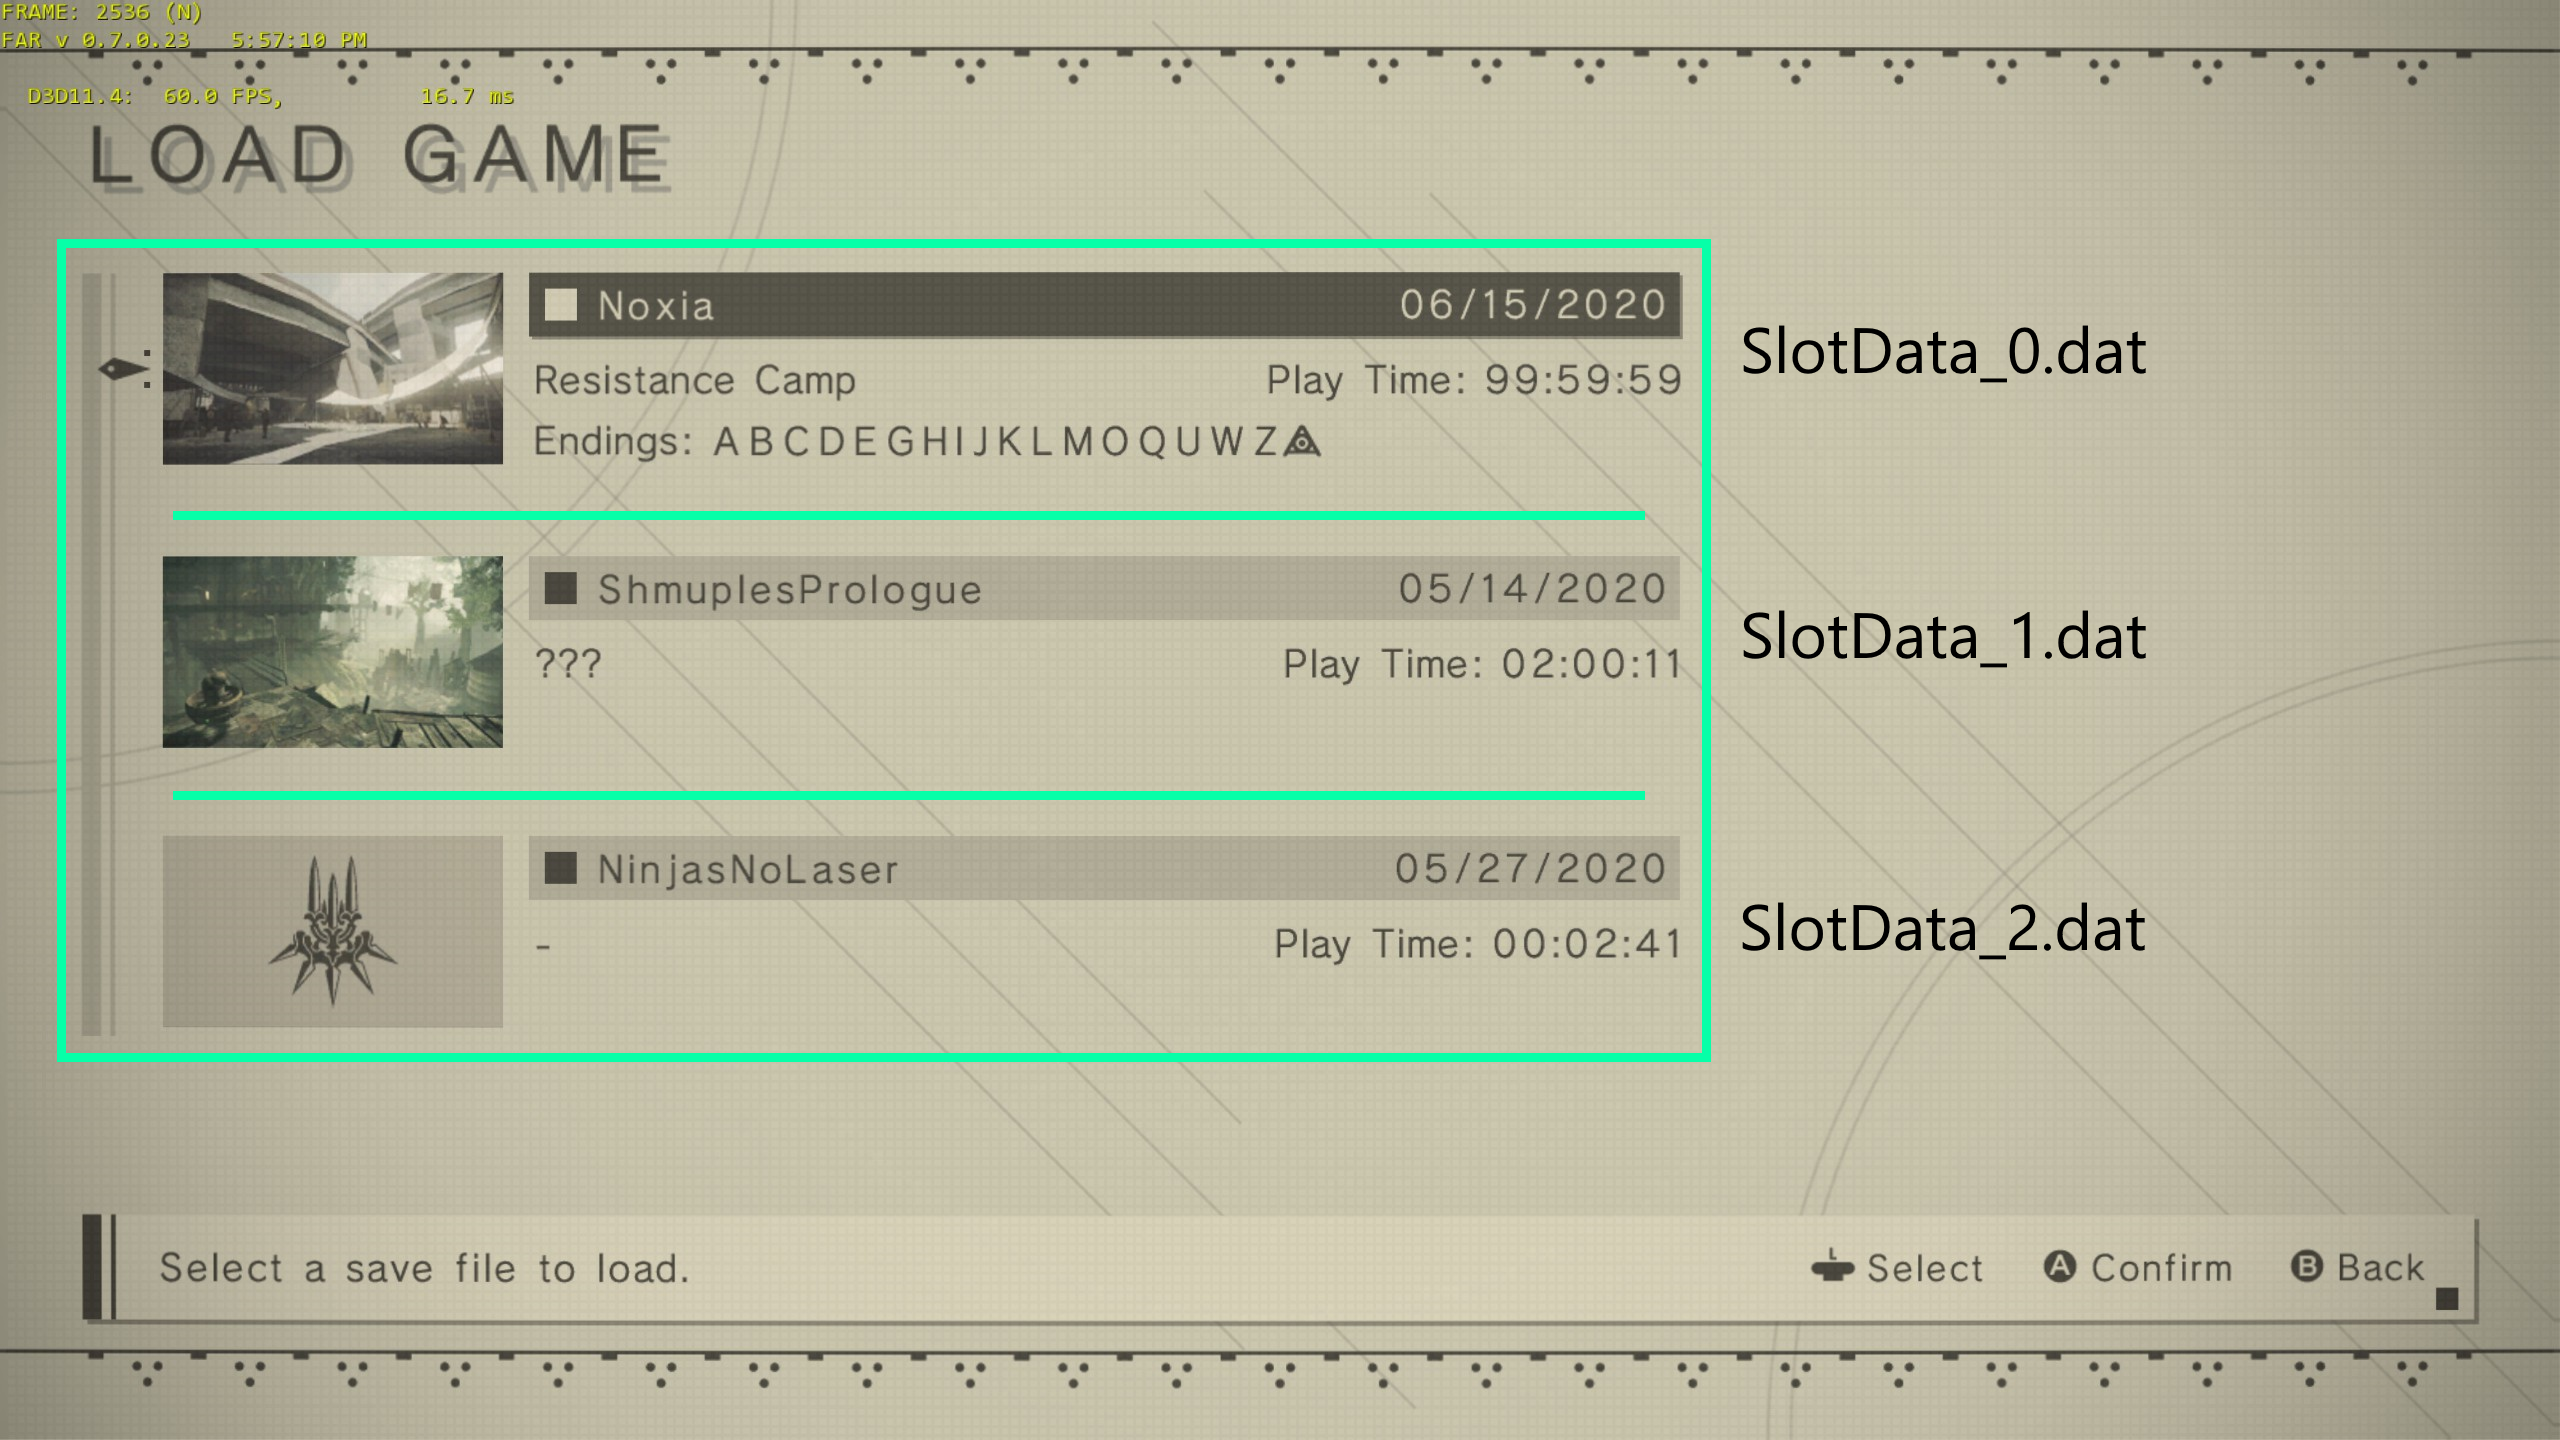 FRAME: 2536 (N)
FAR v 0.7.0.23 5:57:10 PM
D3D11.4: 60.0 FPS, 16.7 ms
LOAD GAME
Noxia 06/15/2020
Resistance Camp Play Time: 99:59:59
Endings: A B C D E G H I J K L M O Q U W Z
SlotData_0.dat
ShmuplesPrologue 05/14/2020
??? Play Time: 02:00:11
SlotData_1.dat
NinjasNoLaser 05/27/2020
- Play Time: 00:02:41
SlotData_2.dat
Select a save file to load.
L Select A Confirm B Back